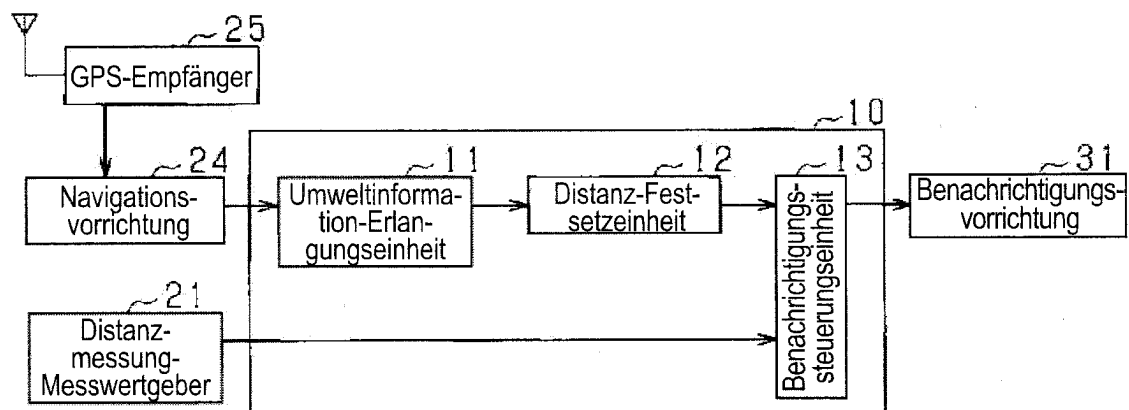 25
GPS-Empfänger
10
24
Navigations-
vorrichtung
11
Umweltinforma-
tion-Erlan-
gungseinheit
12
Distanz-Fest-
setzeinheit
13
Benachrichtigungs-
steuerungseinheit
31
Benachrichtigungs-
vorrichtung
21
Distanz-
messung-
Messwertgeber